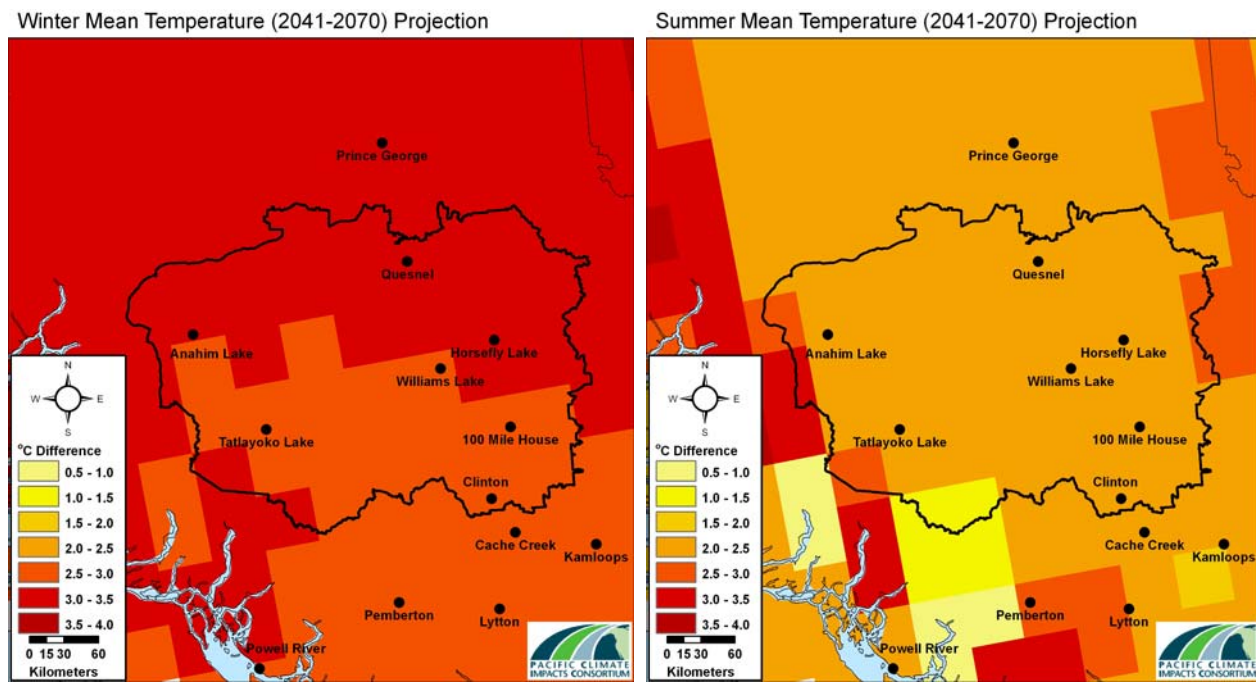 Winter Mean Temperature (2041-2070) Projection
Prince George
Quesnel
Anahim Lake
Horsefly Lake
Williams Lake
Tatlayoko Lake
100 Mile House
Clinton
Cache Creek
Kamloops
Pemberton
Lytton
Powell River
N
W E
S
°C Difference
0.5 - 1.0
1.0 - 1.5
1.5 - 2.0
2.0 - 2.5
2.5 - 3.0
3.0 - 3.5
3.5 - 4.0
0 15 30 60
Kilometers
PACIFIC CLIMATE
IMPACTS CONSORTIUM
Summer Mean Temperature (2041-2070) Projection
Prince George
Quesnel
Anahim Lake
Horsefly Lake
Williams Lake
Tatlayoko Lake
100 Mile House
Clinton
Cache Creek
Kamloops
Pemberton
Lytton
Powell River
N
W E
S
°C Difference
0.5 - 1.0
1.0 - 1.5
1.5 - 2.0
2.0 - 2.5
2.5 - 3.0
3.0 - 3.5
3.5 - 4.0
0 15 30 60
Kilometers
PACIFIC CLIMATE
IMPACTS CONSORTIUM